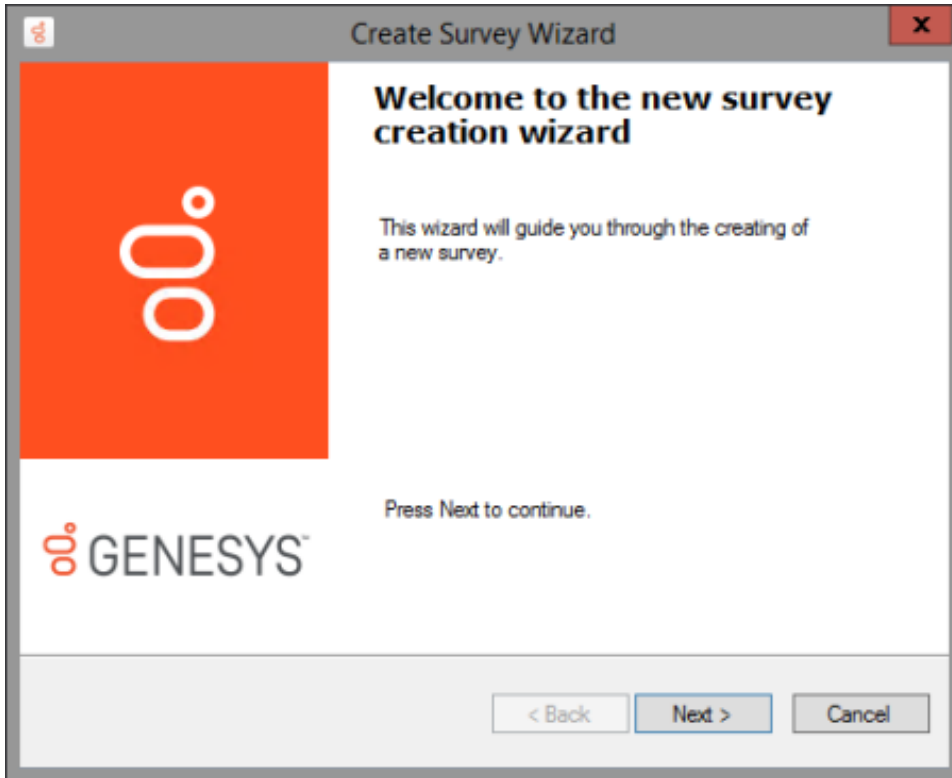 Create Survey Wizard
x
Welcome to the new survey
creation wizard
This wizard will guide you through the creating of
a new survey.
Press Next to continue.
GENESYS™
< Back Next > Cancel